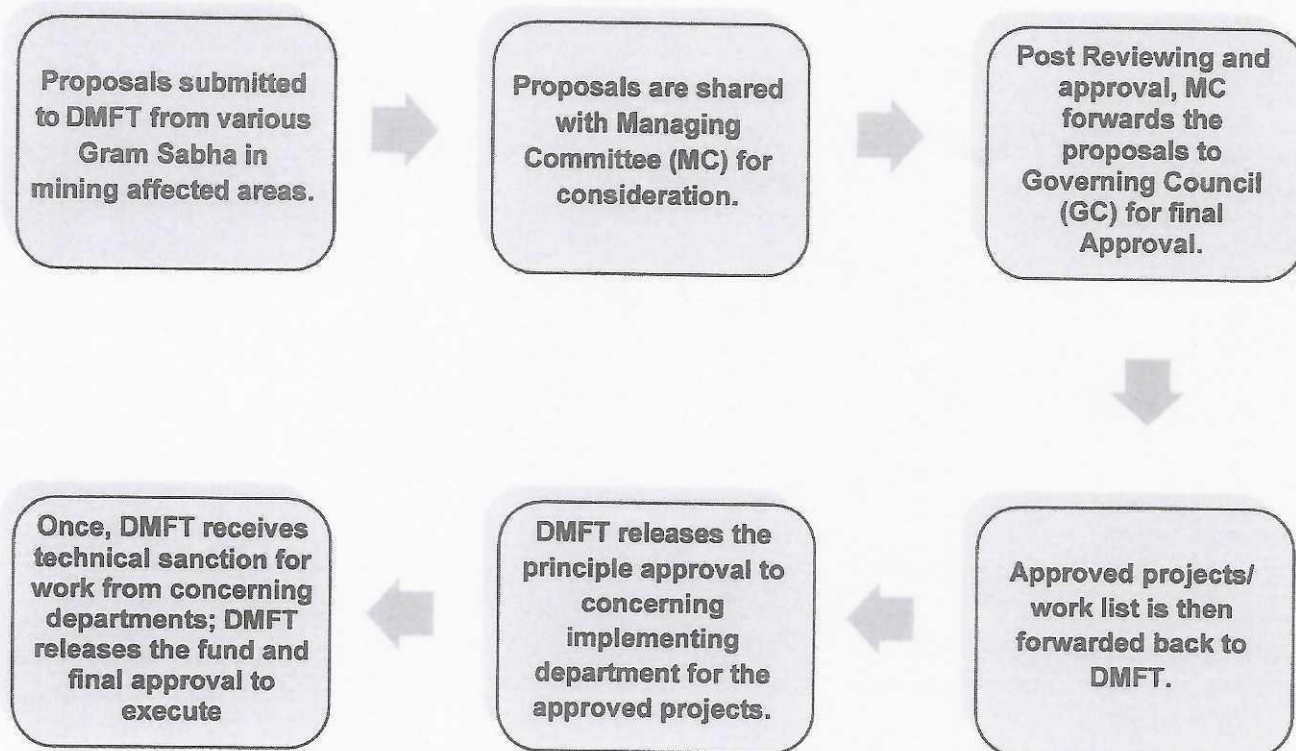 Proposals submitted
to DMFT from various
Gram Sabha in
mining affected areas.
Proposals are shared
with Managing
Committee (MC) for
consideration.
Post Reviewing and
approval, MC
forwards the
proposals to
Governing Council
(GC) for final
Approval.
Approved projects/
work list is then
forwarded back to
DMFT.
DMFT releases the
principle approval to
concerning
implementing
department for the
approved projects.
Once, DMFT receives
technical sanction for
work from concerning
departments; DMFT
releases the fund and
final approval to
execute